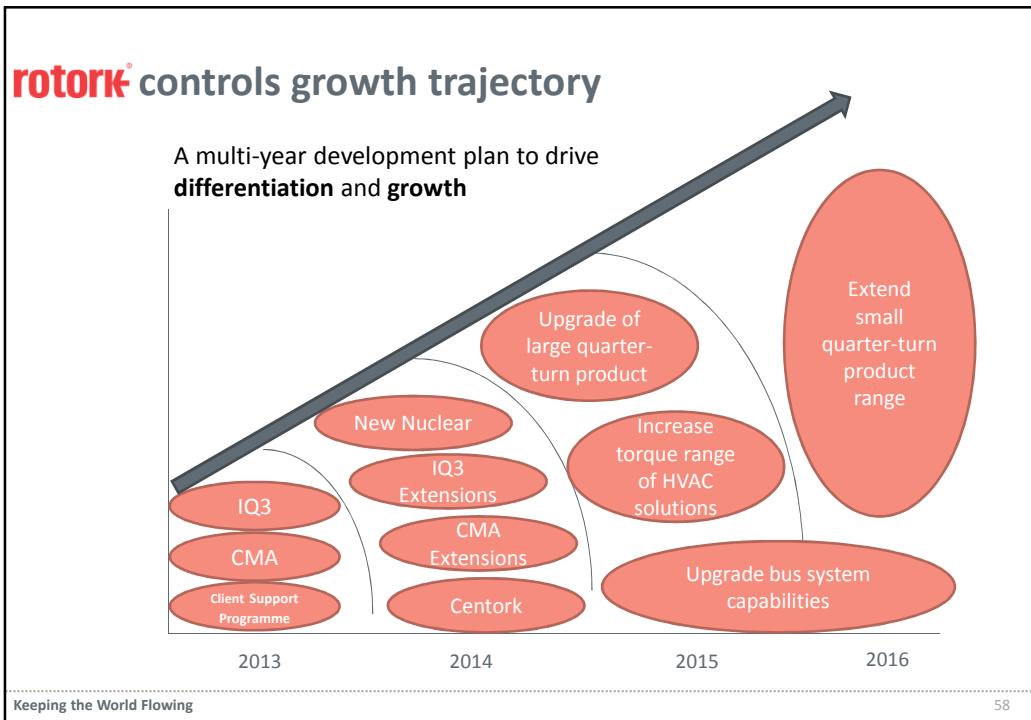 rotork® controls growth trajectory
A multi-year development plan to drive
differentiation and growth
IQ3
CMA
Client Support
Programme
New Nuclear
IQ3
Extensions
CMA
Extensions
Centork
Upgrade of
large quarter-
turn product
Increase
torque range
of HVAC
solutions
Upgrade bus system
capabilities
Extend
small
quarter-turn
product
range
2013
2014
2015
2016
Keeping the World Flowing
58